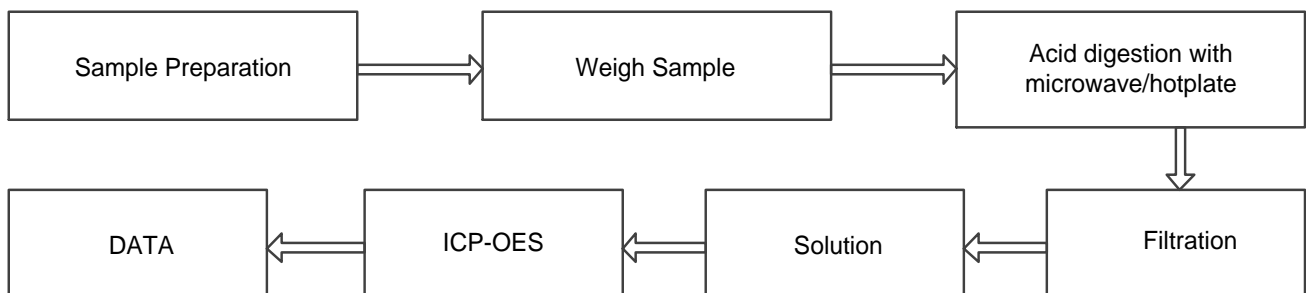 Sample Preparation
Weigh Sample
Acid digestion with
microwave/hotplate
Filtration
Solution
ICP-OES
DATA